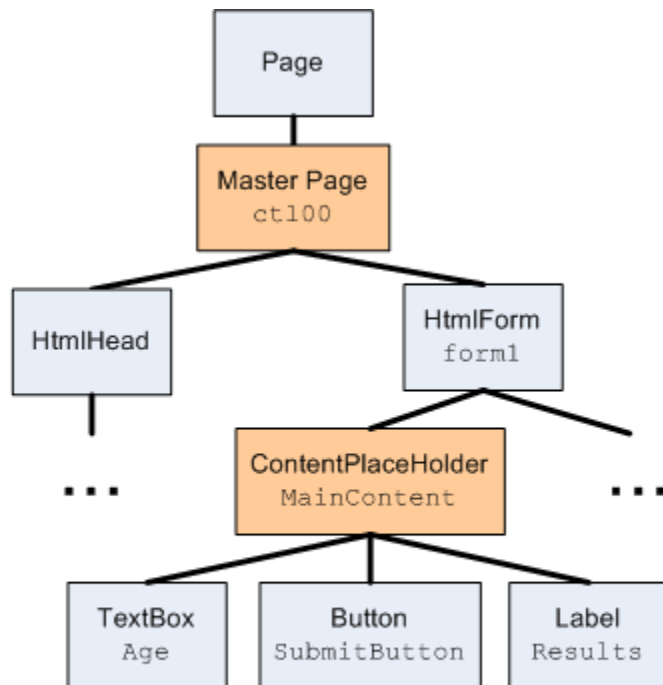 Page
Master Page
ctl00
HtmlHead
HtmlForm
form1
ContentPlaceHolder
MainContent
...
...
TextBox
Age
Button
SubmitButton
Label
Results